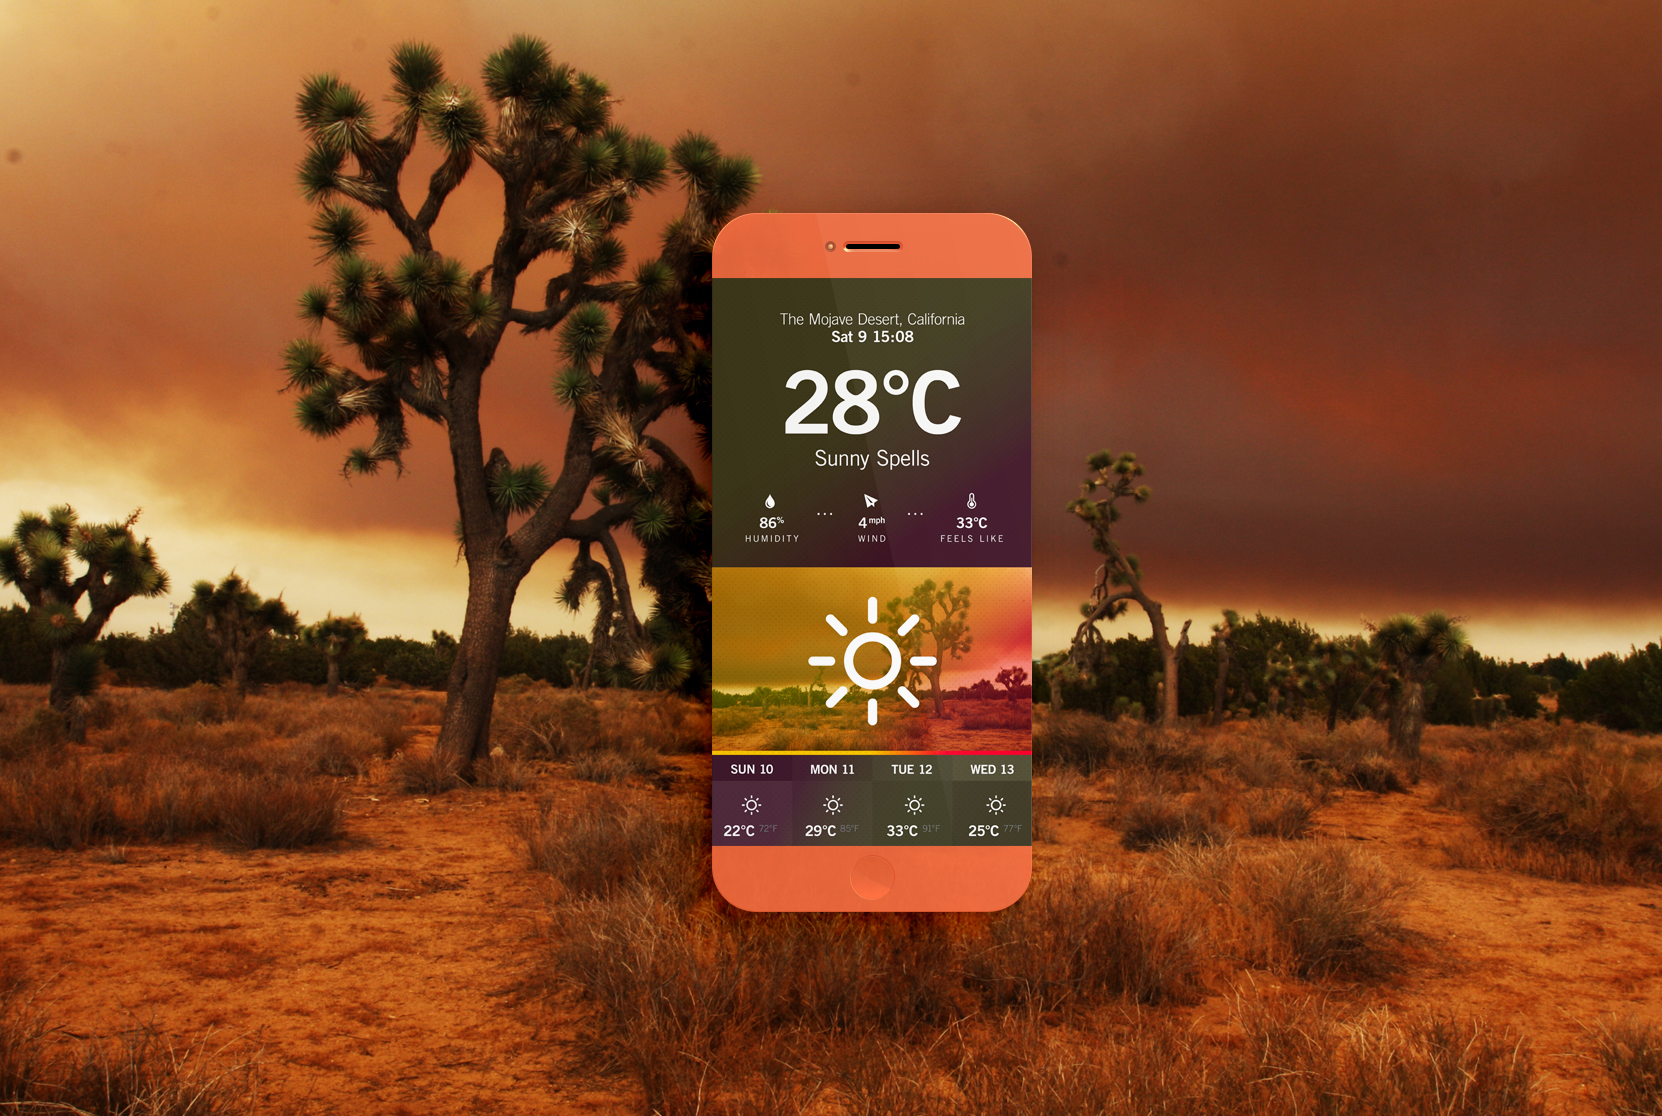 The Mojave Desert, California
Sat 9 15:08
28°C
Sunny Spells
86% 4 mph 33°C
HUMIDITY WIND FEELS LIKE
SUN 10 MON 11 TUE 12 WED 13
22°C 72°F 29°C 85°F 33°C 91°F 25°C 77°F